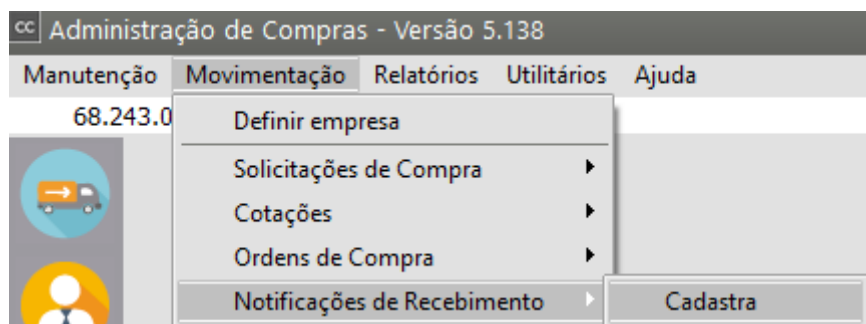 cc Administração de Compras - Versão 5.138
Manutenção Movimentação Relatórios Utilitários Ajuda
68.243.0
Definir empresa
Solicitações de Compra
Cotações
Ordens de Compra
Notificações de Recebimento Cadastra